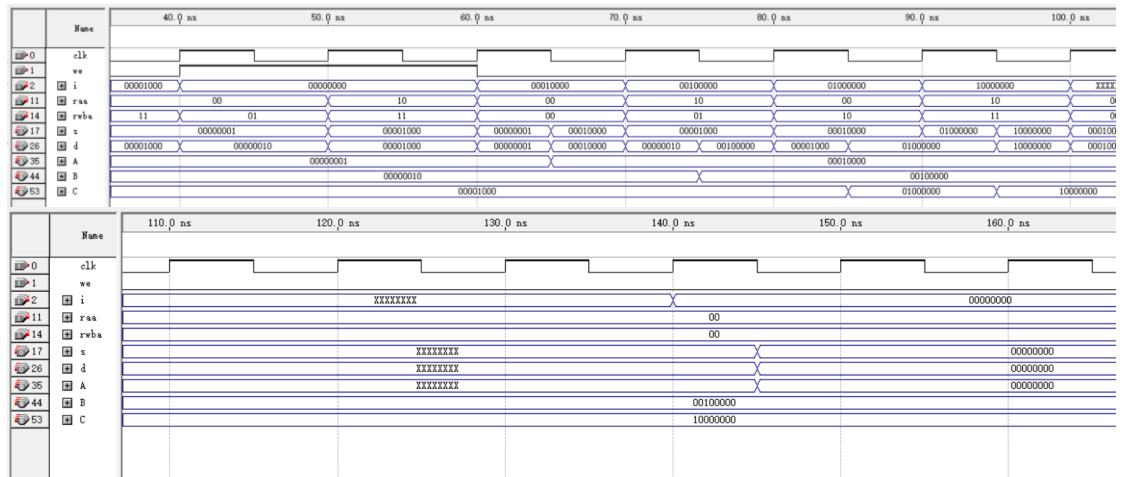 40.0 ns 50.0 ns 60.0 ns 70.0 ns 80.0 ns 90.0 ns 100.0 ns
Name
0 clk
1 we
2 i 00001000 00000000 00010000 00100000 01000000 10000000 XXXX
11 raa 00 10 00 10 00 10 00
14 rwba 11 01 11 00 01 10 11 00
17 s 00000001 00001000 00000001 00010000 00001000 00010000 01000000 10000000 000100
26 d 00001000 00000010 00001000 00000001 00010000 00000010 00100000 00001000 01000000 10000000 000100
35 A 00000001 00010000
44 B 00000010 00100000
53 C 00001000 01000000 10000000
110.0 ns 120.0 ns 130.0 ns 140.0 ns 150.0 ns 160.0 ns
Name
0 clk
1 we
2 i XXXXXXXX 00000000
11 raa 00
14 rwba 00
17 s XXXXXXXX 00000000
26 d XXXXXXXX 00000000
35 A XXXXXXXX 00000000
44 B 00100000
53 C 10000000